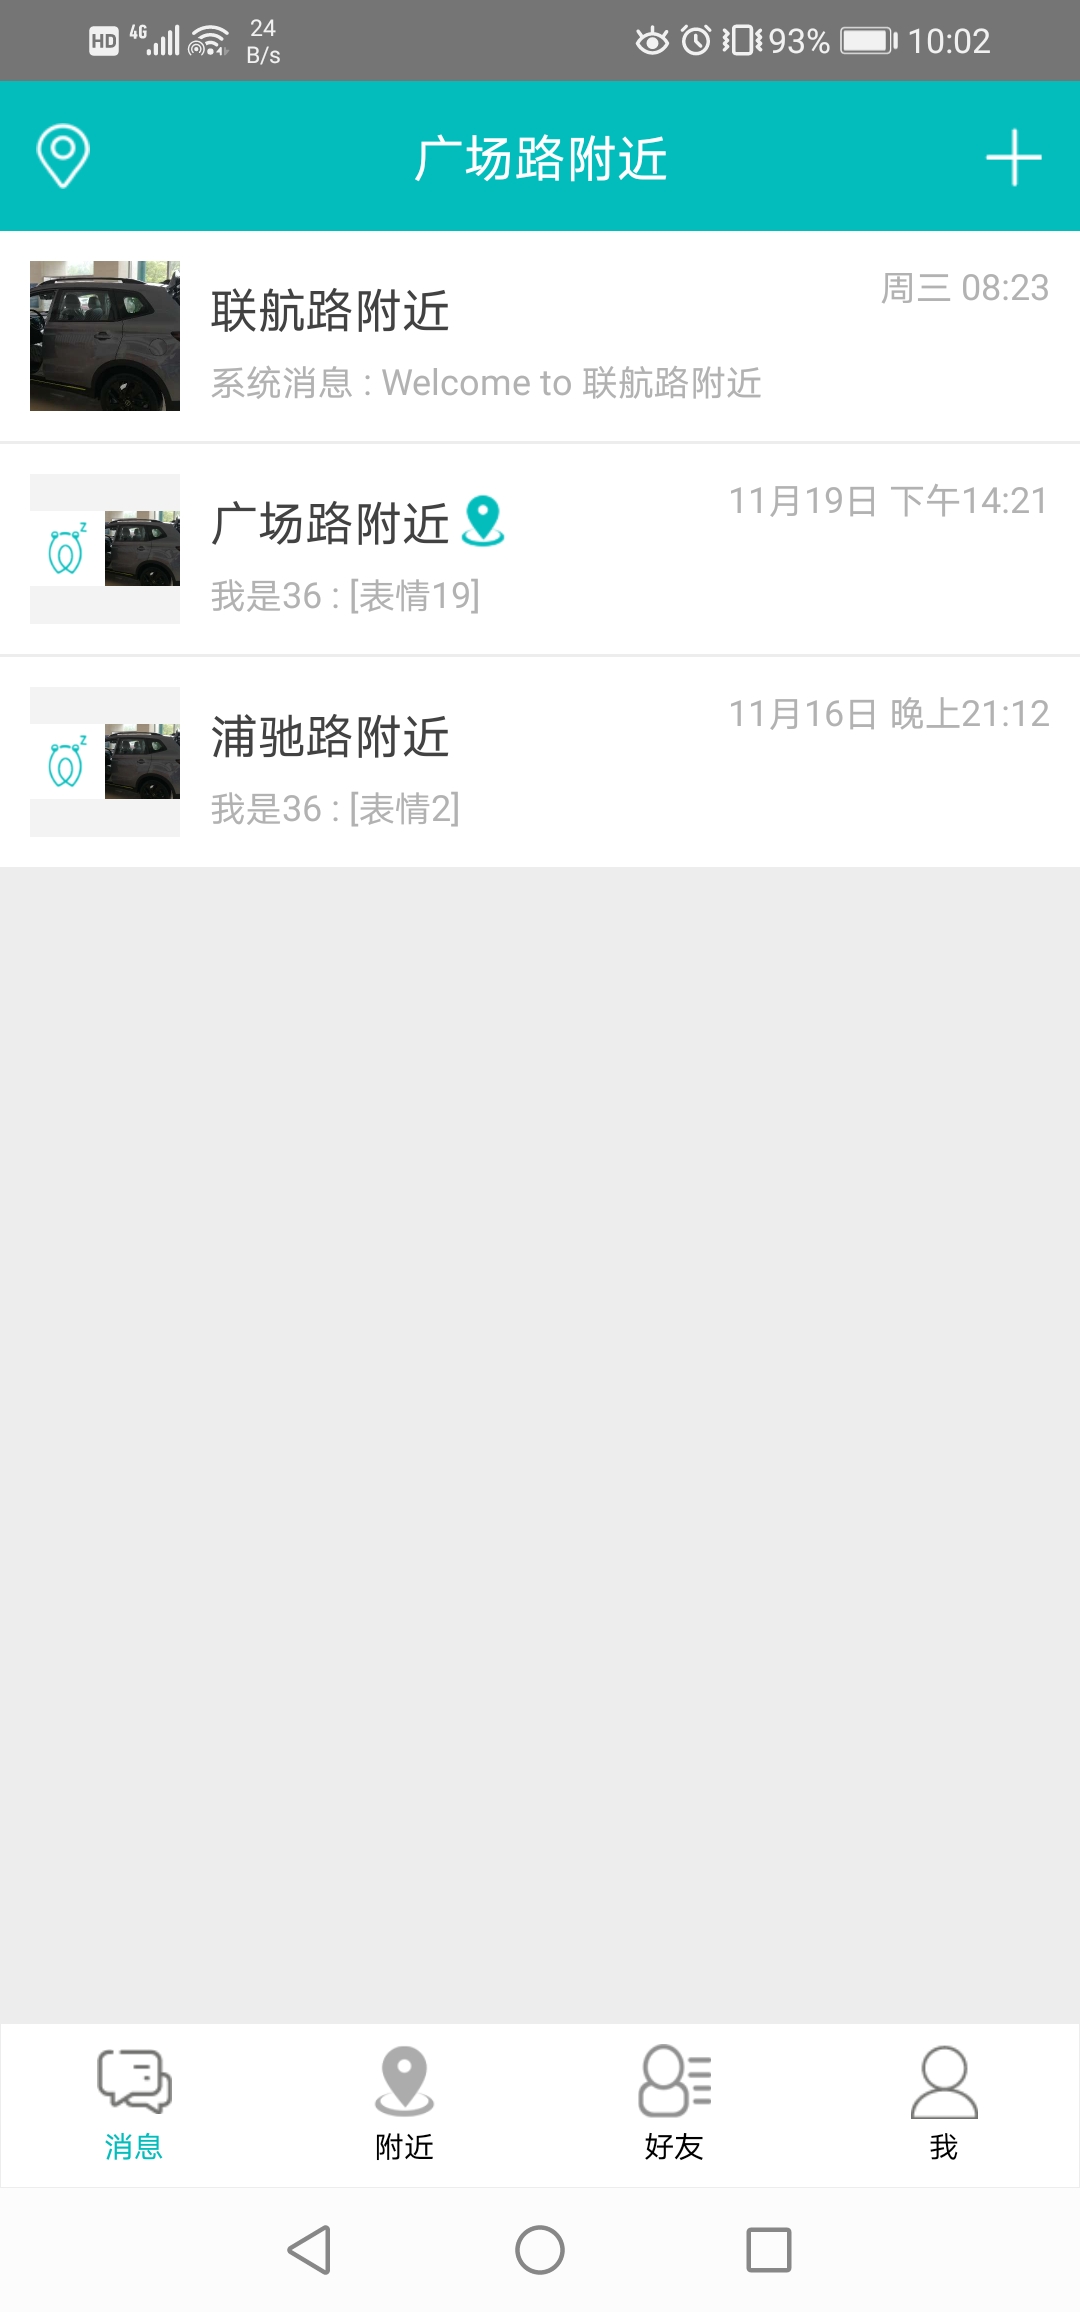 HD 4G 24 B/s 93% 10:02
广场路附近
联航路附近 周三 08:23
系统消息 : Welcome to 联航路附近
广场路附近 11月19日 下午14:21
我是36 : [表情19]
浦驰路附近 11月16日 晚上21:12
我是36 : [表情2]
消息 附近 好友 我